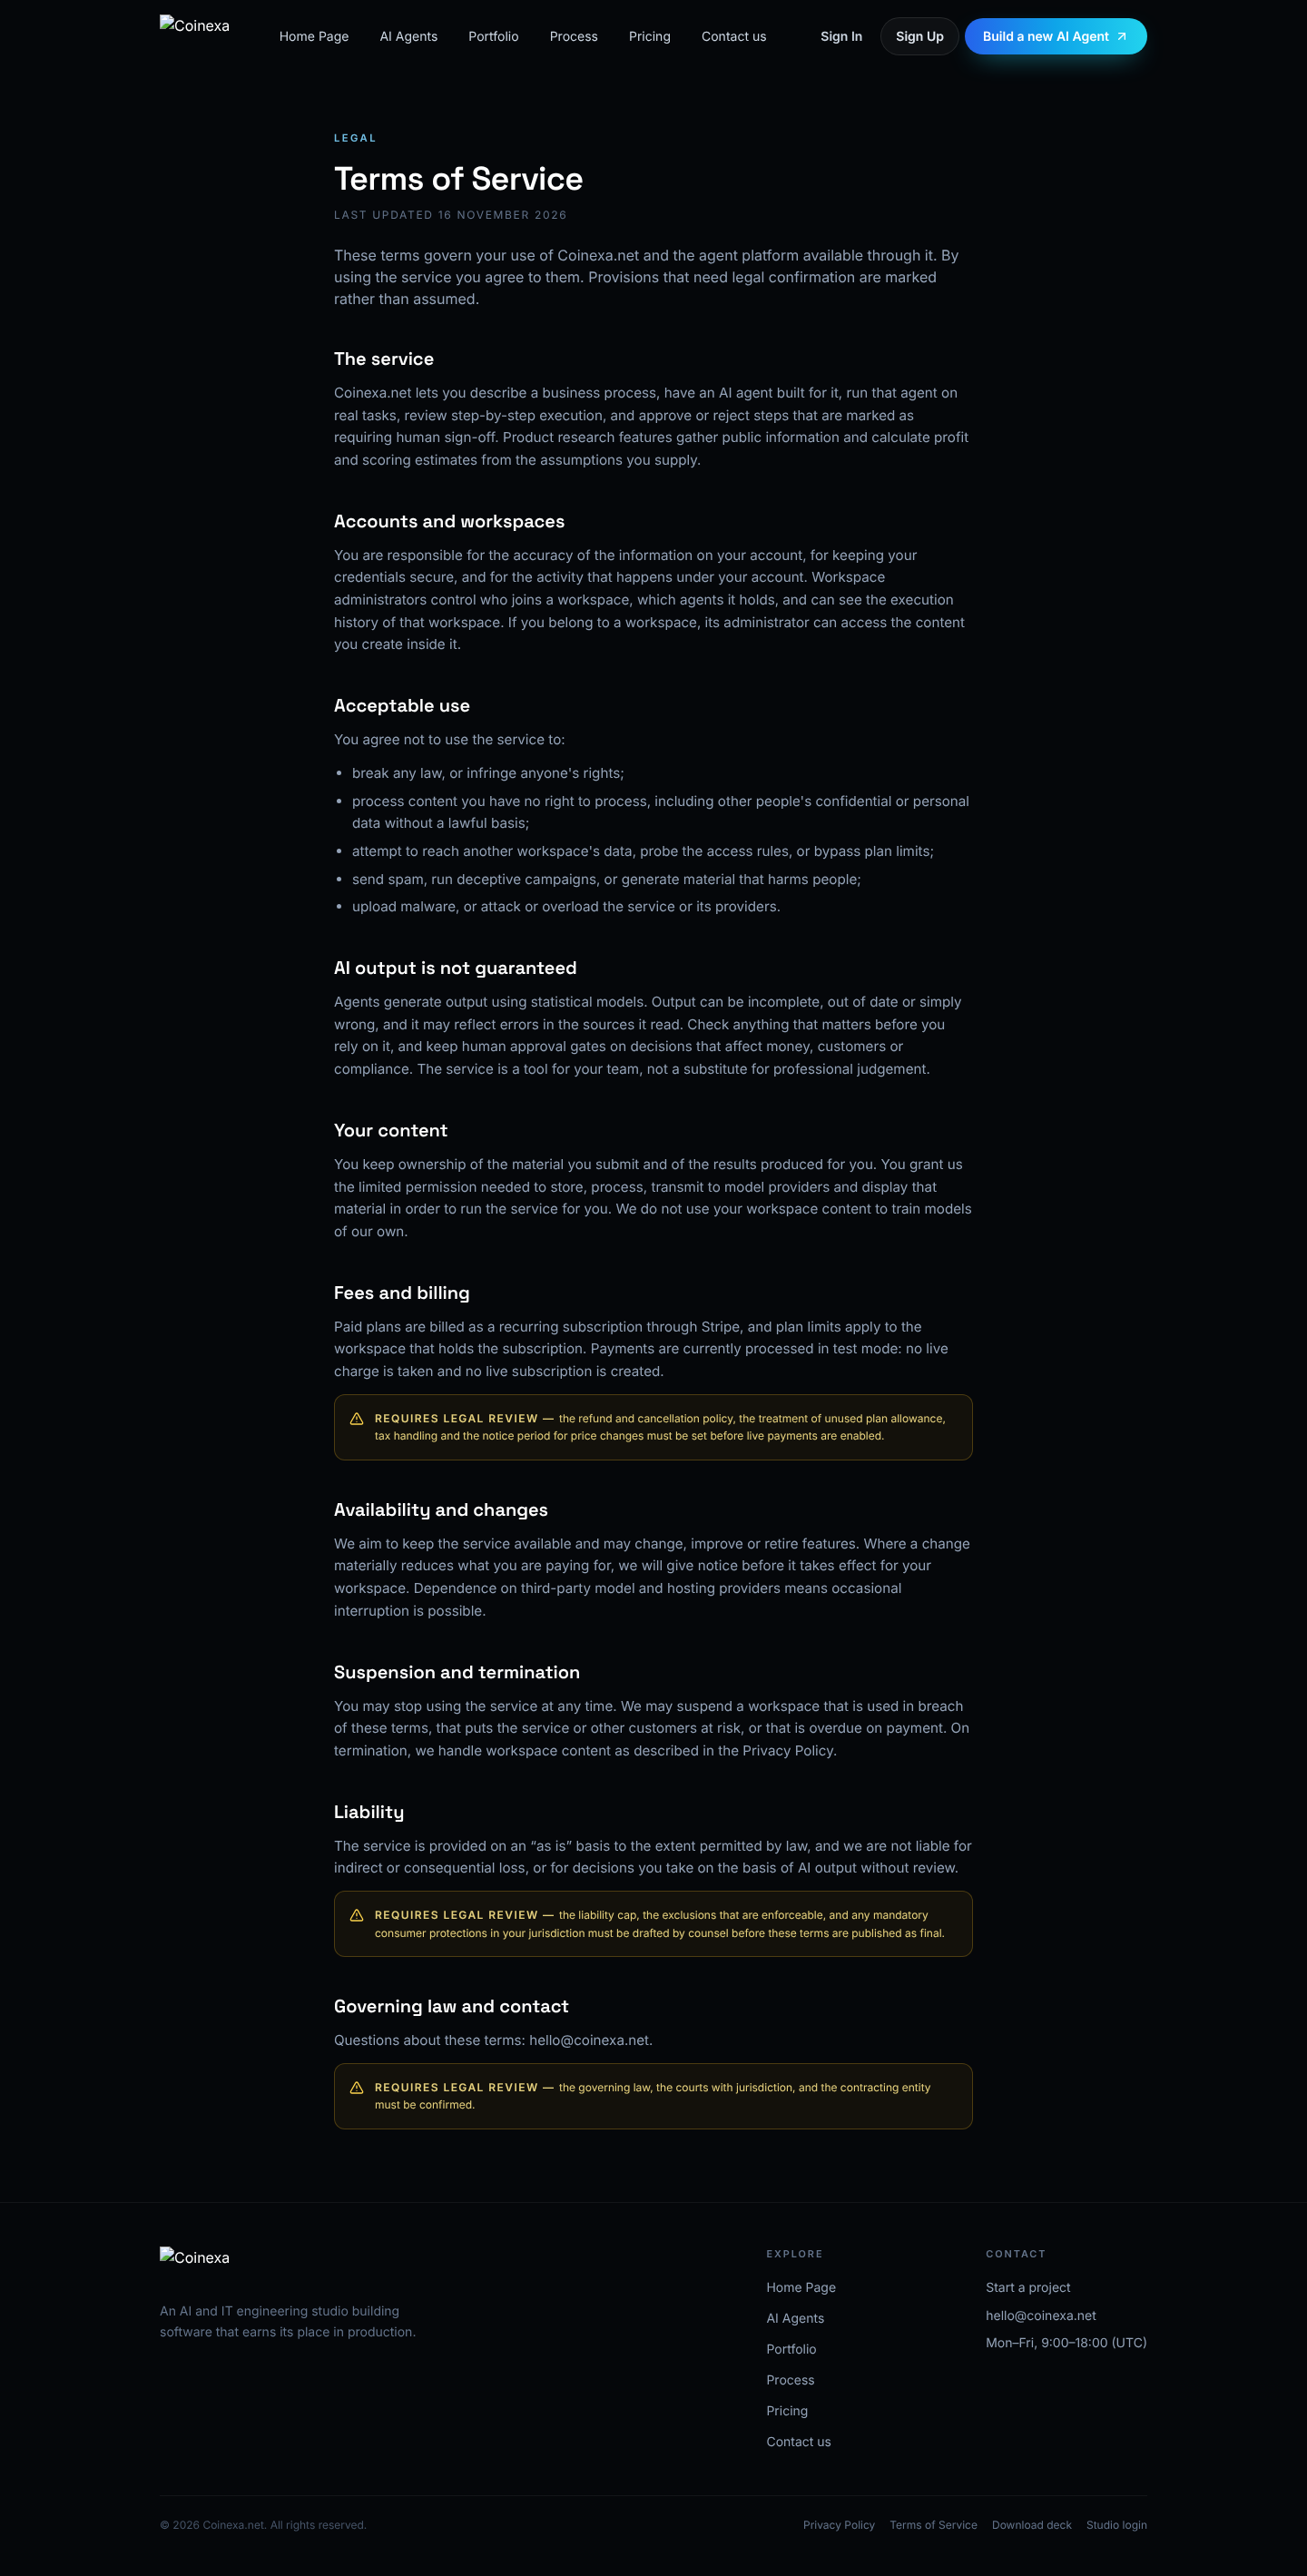 Coinexa
Home Page
AI Agents
Portfolio
Process
Pricing
Contact us
Sign In
Sign Up
Build a new AI Agent
LEGAL
Terms of Service
LAST UPDATED 16 NOVEMBER 2026
These terms govern your use of Coinexa.net and the agent platform available through it. By
using the service you agree to them. Provisions that need legal confirmation are marked
rather than assumed.
The service
Coinexa.net lets you describe a business process, have an AI agent built for it, run that agent on
real tasks, review step-by-step execution, and approve or reject steps that are marked as
requiring human sign-off. Product research features gather public information and calculate profit
and scoring estimates from the assumptions you supply.
Accounts and workspaces
You are responsible for the accuracy of the information on your account, for keeping your
credentials secure, and for the activity that happens under your account. Workspace
administrators control who joins a workspace, which agents it holds, and can see the execution
history of that workspace. If you belong to a workspace, its administrator can access the content
you create inside it.
Acceptable use
You agree not to use the service to:
• break any law, or infringe anyone's rights;
• process content you have no right to process, including other people's confidential or personal
data without a lawful basis;
• attempt to reach another workspace's data, probe the access rules, or bypass plan limits;
• send spam, run deceptive campaigns, or generate material that harms people;
• upload malware, or attack or overload the service or its providers.
AI output is not guaranteed
Agents generate output using statistical models. Output can be incomplete, out of date or simply
wrong, and it may reflect errors in the sources it read. Check anything that matters before you
rely on it, and keep human approval gates on decisions that affect money, customers or
compliance. The service is a tool for your team, not a substitute for professional judgement.
Your content
You keep ownership of the material you submit and of the results produced for you. You grant us
the limited permission needed to store, process, transmit to model providers and display that
material in order to run the service for you. We do not use your workspace content to train models
of our own.
Fees and billing
Paid plans are billed as a recurring subscription through Stripe, and plan limits apply to the
workspace that holds the subscription. Payments are currently processed in test mode: no live
charge is taken and no live subscription is created.
REQUIRES LEGAL REVIEW — the refund and cancellation policy, the treatment of unused plan allowance,
tax handling and the notice period for price changes must be set before live payments are enabled.
Availability and changes
We aim to keep the service available and may change, improve or retire features. Where a change
materially reduces what you are paying for, we will give notice before it takes effect for your
workspace. Dependence on third-party model and hosting providers means occasional
interruption is possible.
Suspension and termination
You may stop using the service at any time. We may suspend a workspace that is used in breach
of these terms, that puts the service or other customers at risk, or that is overdue on payment. On
termination, we handle workspace content as described in the Privacy Policy.
Liability
The service is provided on an “as is” basis to the extent permitted by law, and we are not liable for
indirect or consequential loss, or for decisions you take on the basis of AI output without review.
REQUIRES LEGAL REVIEW — the liability cap, the exclusions that are enforceable, and any mandatory
consumer protections in your jurisdiction must be drafted by counsel before these terms are published as final.
Governing law and contact
Questions about these terms: hello@coinexa.net.
REQUIRES LEGAL REVIEW — the governing law, the courts with jurisdiction, and the contracting entity
must be confirmed.
Coinexa
An AI and IT engineering studio building
software that earns its place in production.
EXPLORE
Home Page
AI Agents
Portfolio
Process
Pricing
Contact us
CONTACT
Start a project
hello@coinexa.net
Mon–Fri, 9:00–18:00 (UTC)
© 2026 Coinexa.net. All rights reserved.
Privacy Policy
Terms of Service
Download deck
Studio login